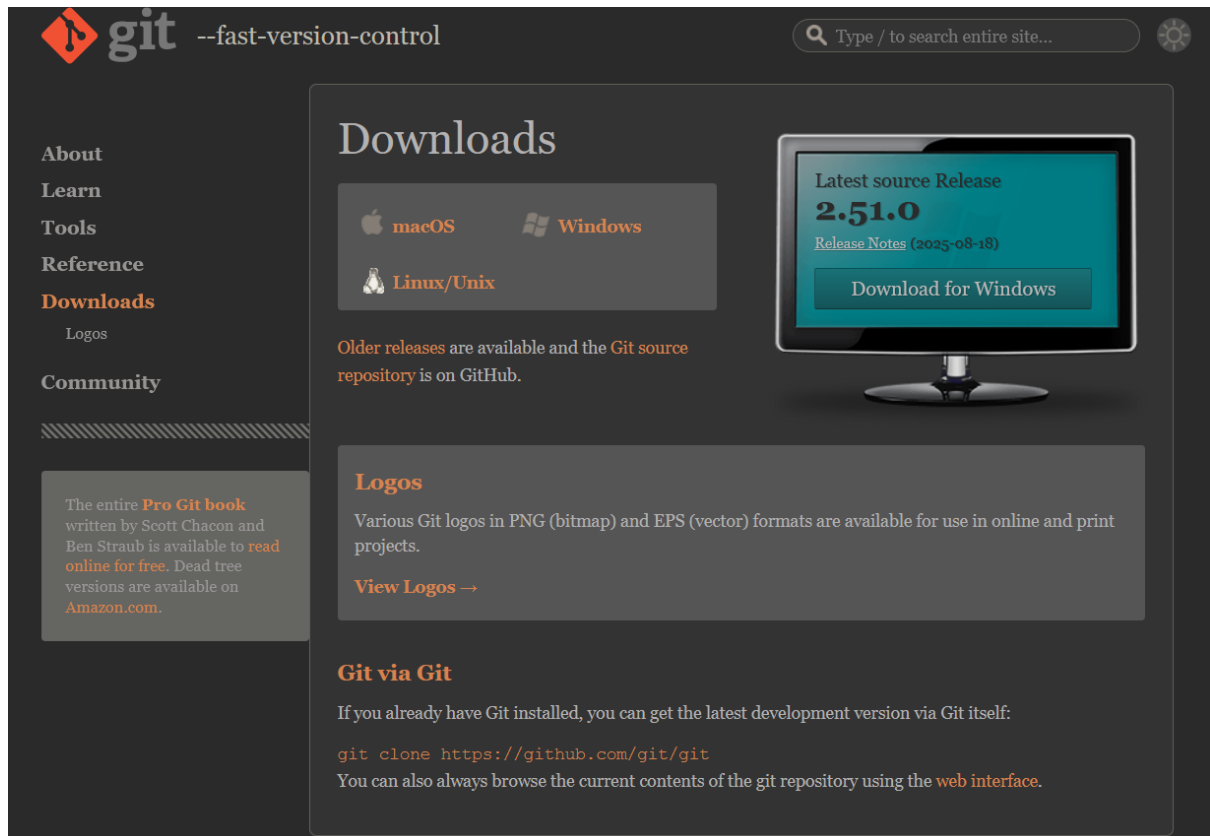 git --fast-version-control
Type / to search entire site...
About
Learn
Tools
Reference
Downloads
Logos
Community
The entire Pro Git book
written by Scott Chacon and
Ben Straub is available to read
online for free. Dead tree
versions are available on
Amazon.com.
Downloads
macOS
Windows
Linux/Unix
Older releases are available and the Git source
repository is on GitHub.
Latest source Release
2.51.0
Release Notes (2025-08-18)
Download for Windows
Logos
Various Git logos in PNG (bitmap) and EPS (vector) formats are available for use in online and print
projects.
View Logos →
Git via Git
If you already have Git installed, you can get the latest development version via Git itself:
git clone https://github.com/git/git
You can also always browse the current contents of the git repository using the web interface.